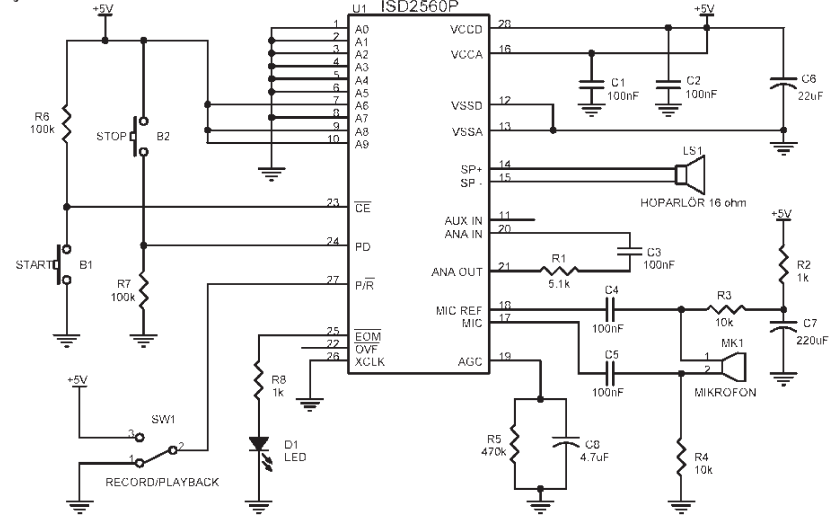 +5V
U1
ISD2560P
+5V
R6
100k
STOP
B2
START
B1
R7
100k
1
2
3
4
5
6
7
8
9
10
23
24
27
25
22
26
A0
A1
A2
A3
A4
A5
A6
A7
A8
A9
CE
PD
P/R
EOM
OVF
XCLK
VCCD
VCCA
VSSD
VSSA
SP+
SP -
AUX IN
ANA IN
ANA OUT
MIC REF
MIC
AGC
28
16
12
13
14
15
11
20
21
18
17
19
C1
100nF
C2
100nF
C6
22uF
LS1
HOPARLÖR 16 ohm
C3
100nF
R1
5.1k
+5V
R2
1k
C4
100nF
R3
10k
C7
220uF
C5
100nF
MK1
1
2
MIKROFON
R4
10k
R5
470k
C8
4.7uF
R8
1k
D1
LED
+5V
SW1
3
2
1
RECORD/PLAYBACK